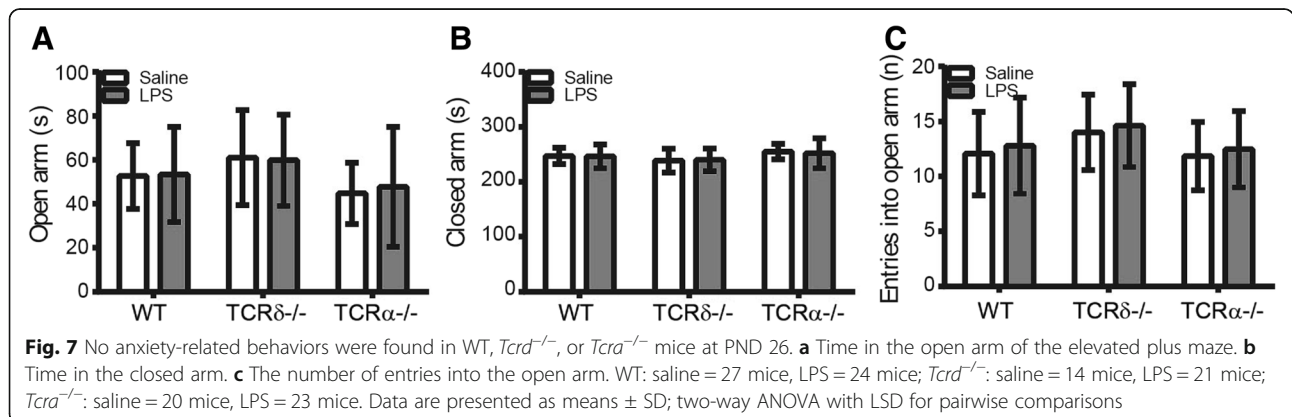 A
B
C
Saline
LPS
Open arm (s)
100
80
60
40
20
0
WT
TCRδ-/-
TCRα-/-
Saline
LPS
Closed arm (s)
400
300
200
100
0
WT
TCRδ-/-
TCRα-/-
Saline
LPS
Entries into open arm (n)
20
15
10
5
0
WT
TCRδ-/-
TCRα-/-
Fig. 7 No anxiety-related behaviors were found in WT, Tcrd−/−, or Tcra−/− mice at PND 26. a Time in the open arm of the elevated plus maze. b
Time in the closed arm. c The number of entries into the open arm. WT: saline = 27 mice, LPS = 24 mice; Tcrd−/−: saline = 14 mice, LPS = 21 mice;
Tcra−/−: saline = 20 mice, LPS = 23 mice. Data are presented as means ± SD; two-way ANOVA with LSD for pairwise comparisons